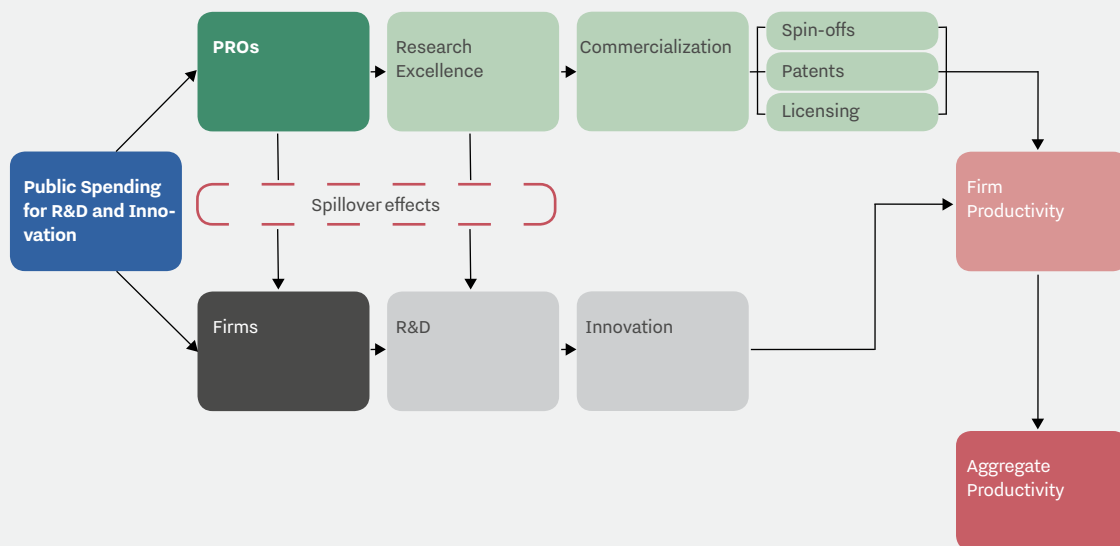 PROs
Research
Excellence
Commercialization
Spin-offs
Patents
Licensing
Public Spending
for R&D and Inno-
vation
Spillover effects
Firm
Productivity
Firms
R&D
Innovation
Aggregate
Productivity